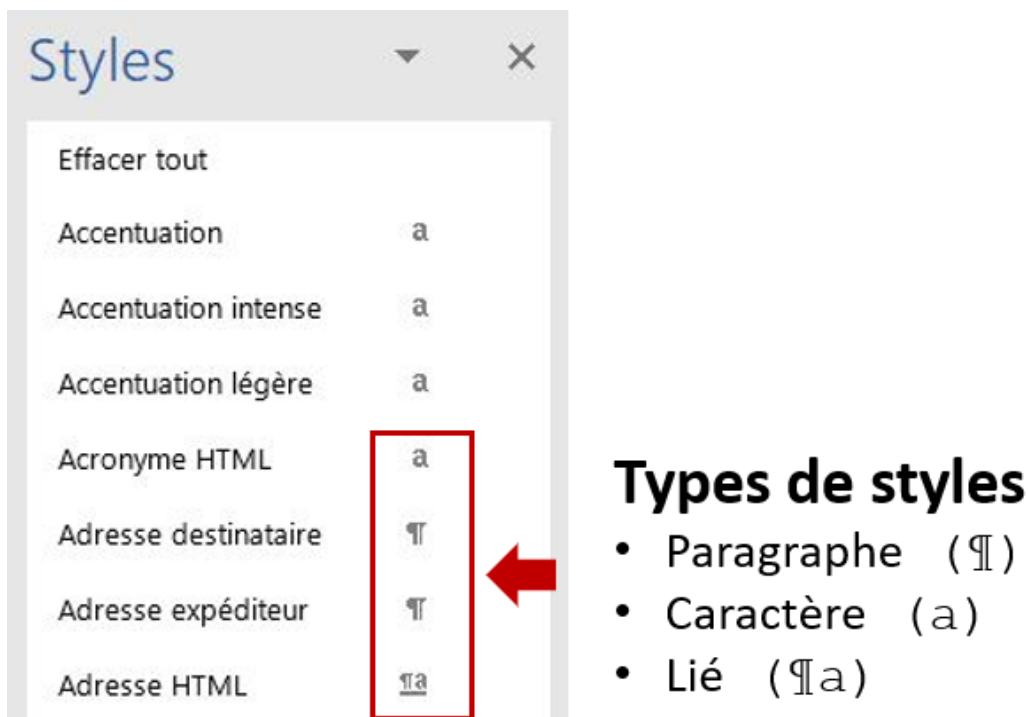 Styles
Effacer tout
Accentuation a
Accentuation intense a
Accentuation légère a
Acronyme HTML a
Adresse destinataire ¶
Adresse expéditeur ¶
Adresse HTML ¶a
Types de styles
• Paragraphe (¶)
• Caractère (a)
• Lié (¶a)